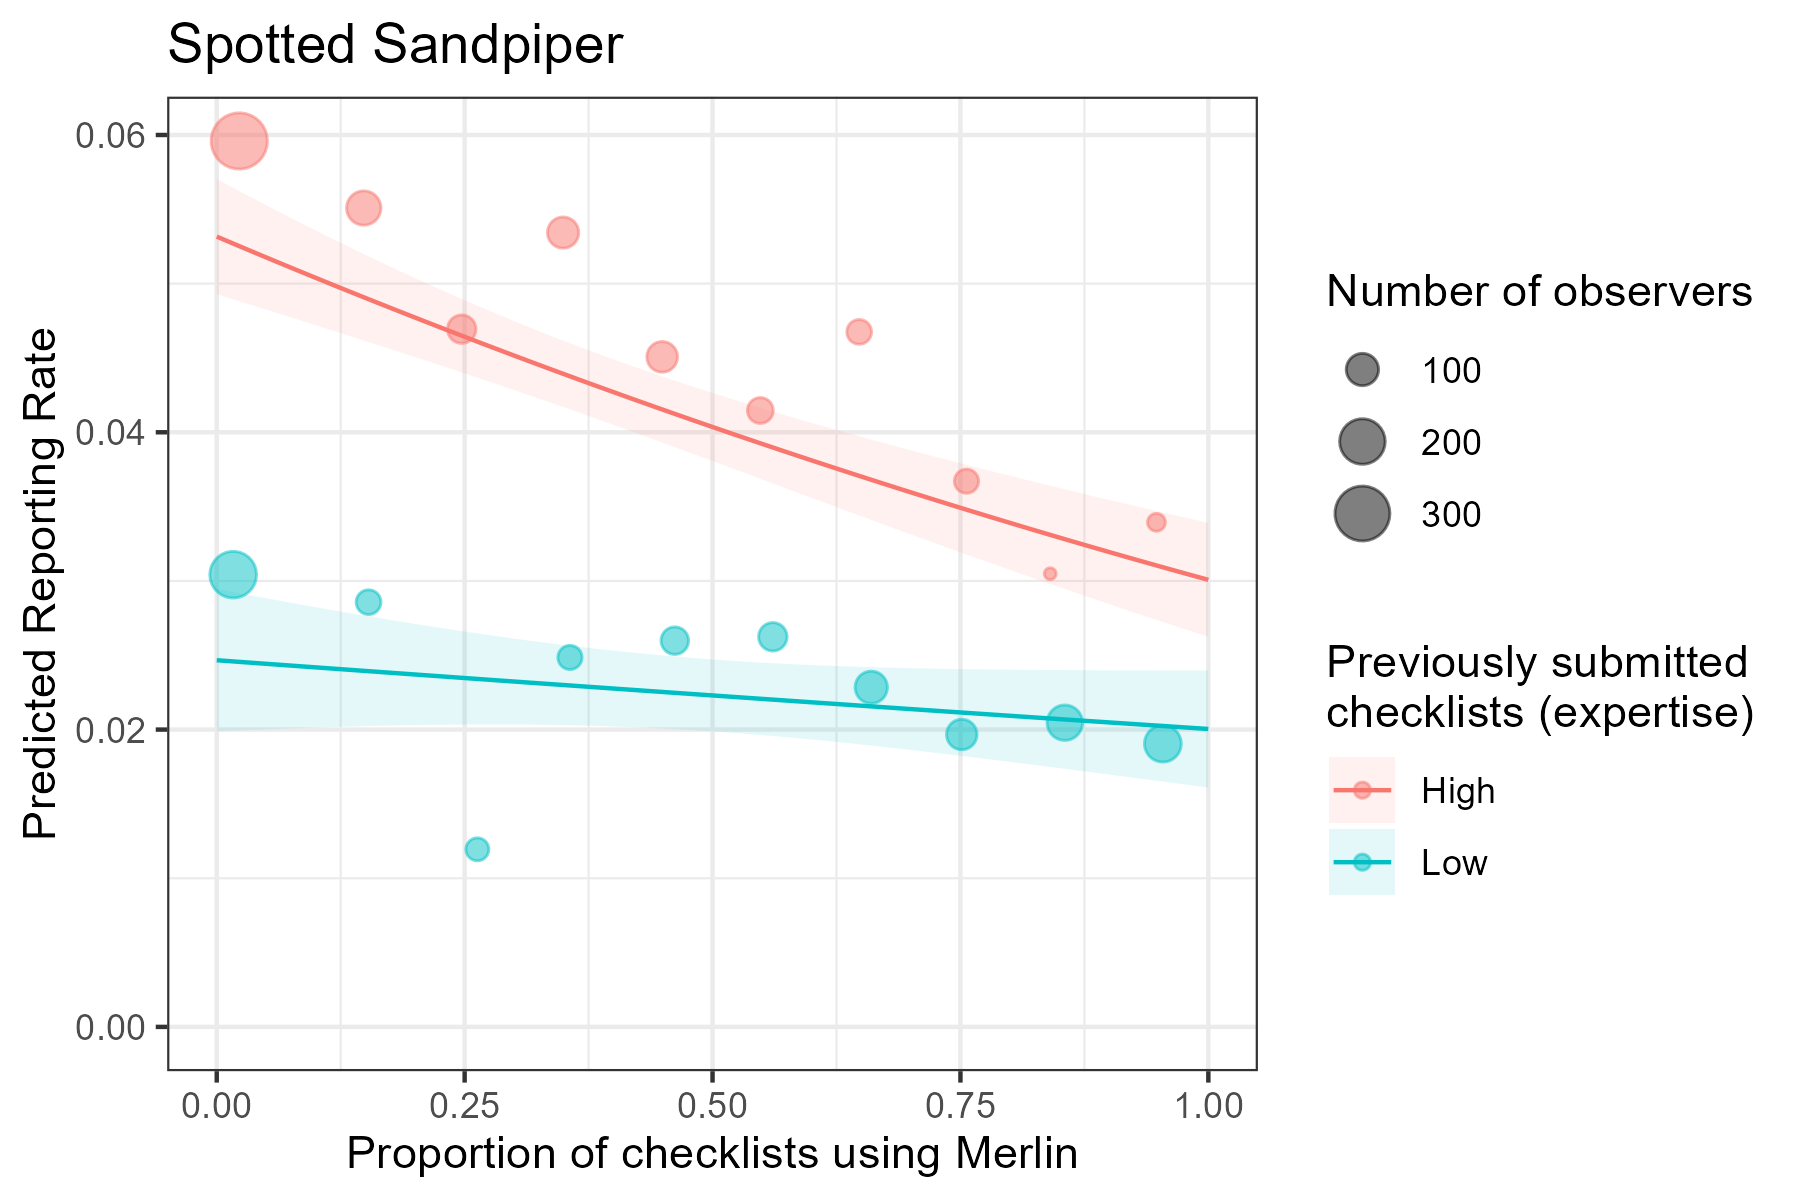 Spotted Sandpiper
Predicted Reporting Rate
0.06
0.04
0.02
0.00
0.00 0.25 0.50 0.75 1.00
Proportion of checklists using Merlin
Number of observers
100
200
300
Previously submitted
checklists (expertise)
High
Low